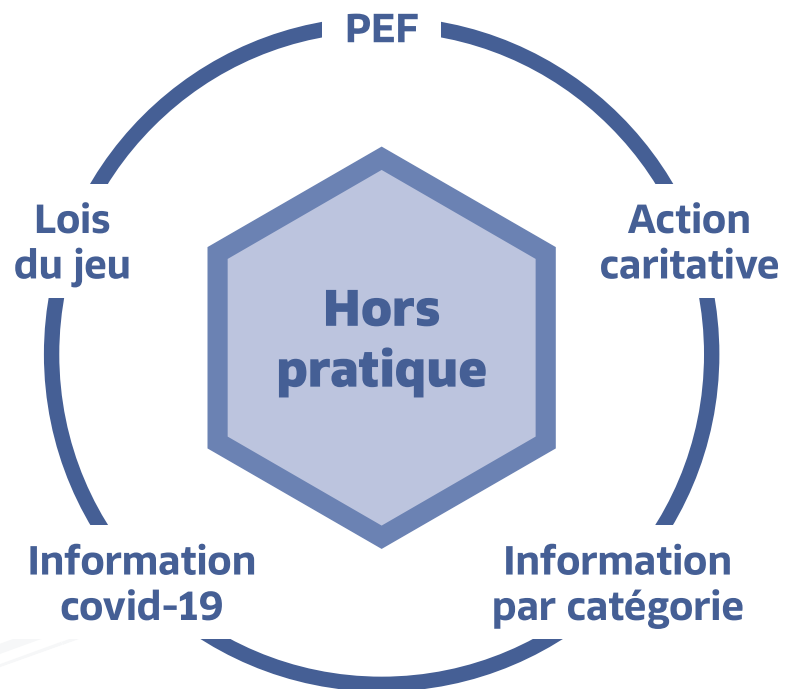 PEF
Lois
du jeu
Action
caritative
Hors
pratique
Information
covid-19
Information
par catégorie